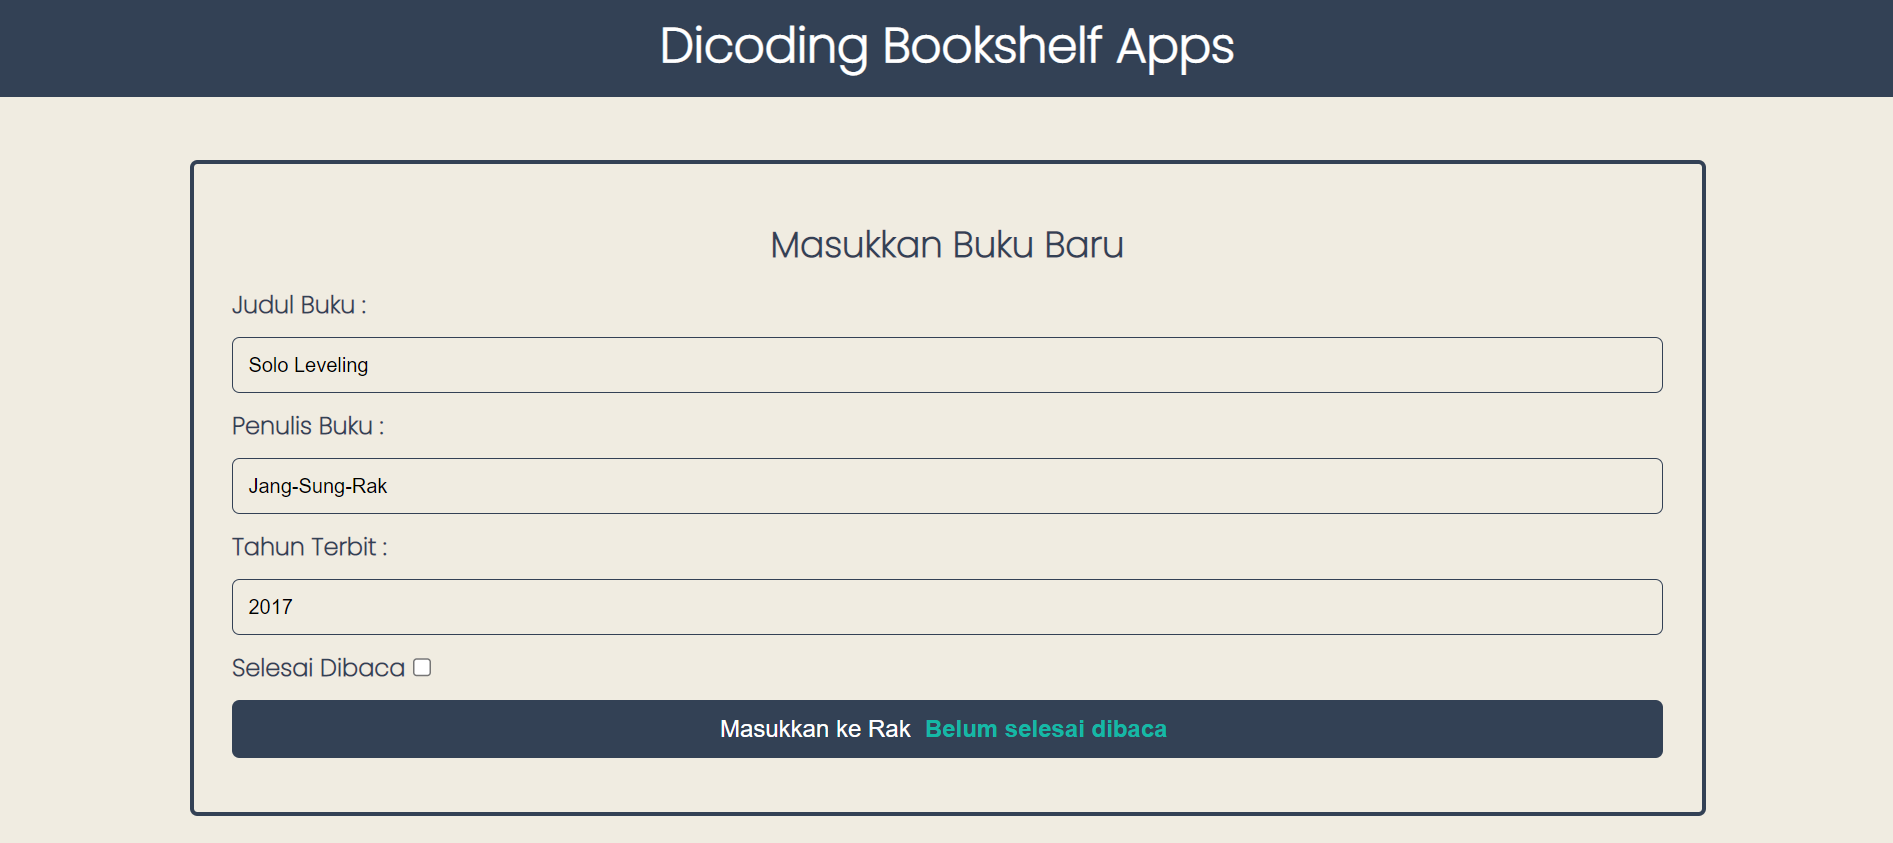 Dicoding Bookshelf Apps
Masukkan Buku Baru
Judul Buku :
Solo Leveling
Penulis Buku :
Jang-Sung-Rak
Tahun Terbit :
2017
Selesai Dibaca
Masukkan ke Rak Belum selesai dibaca